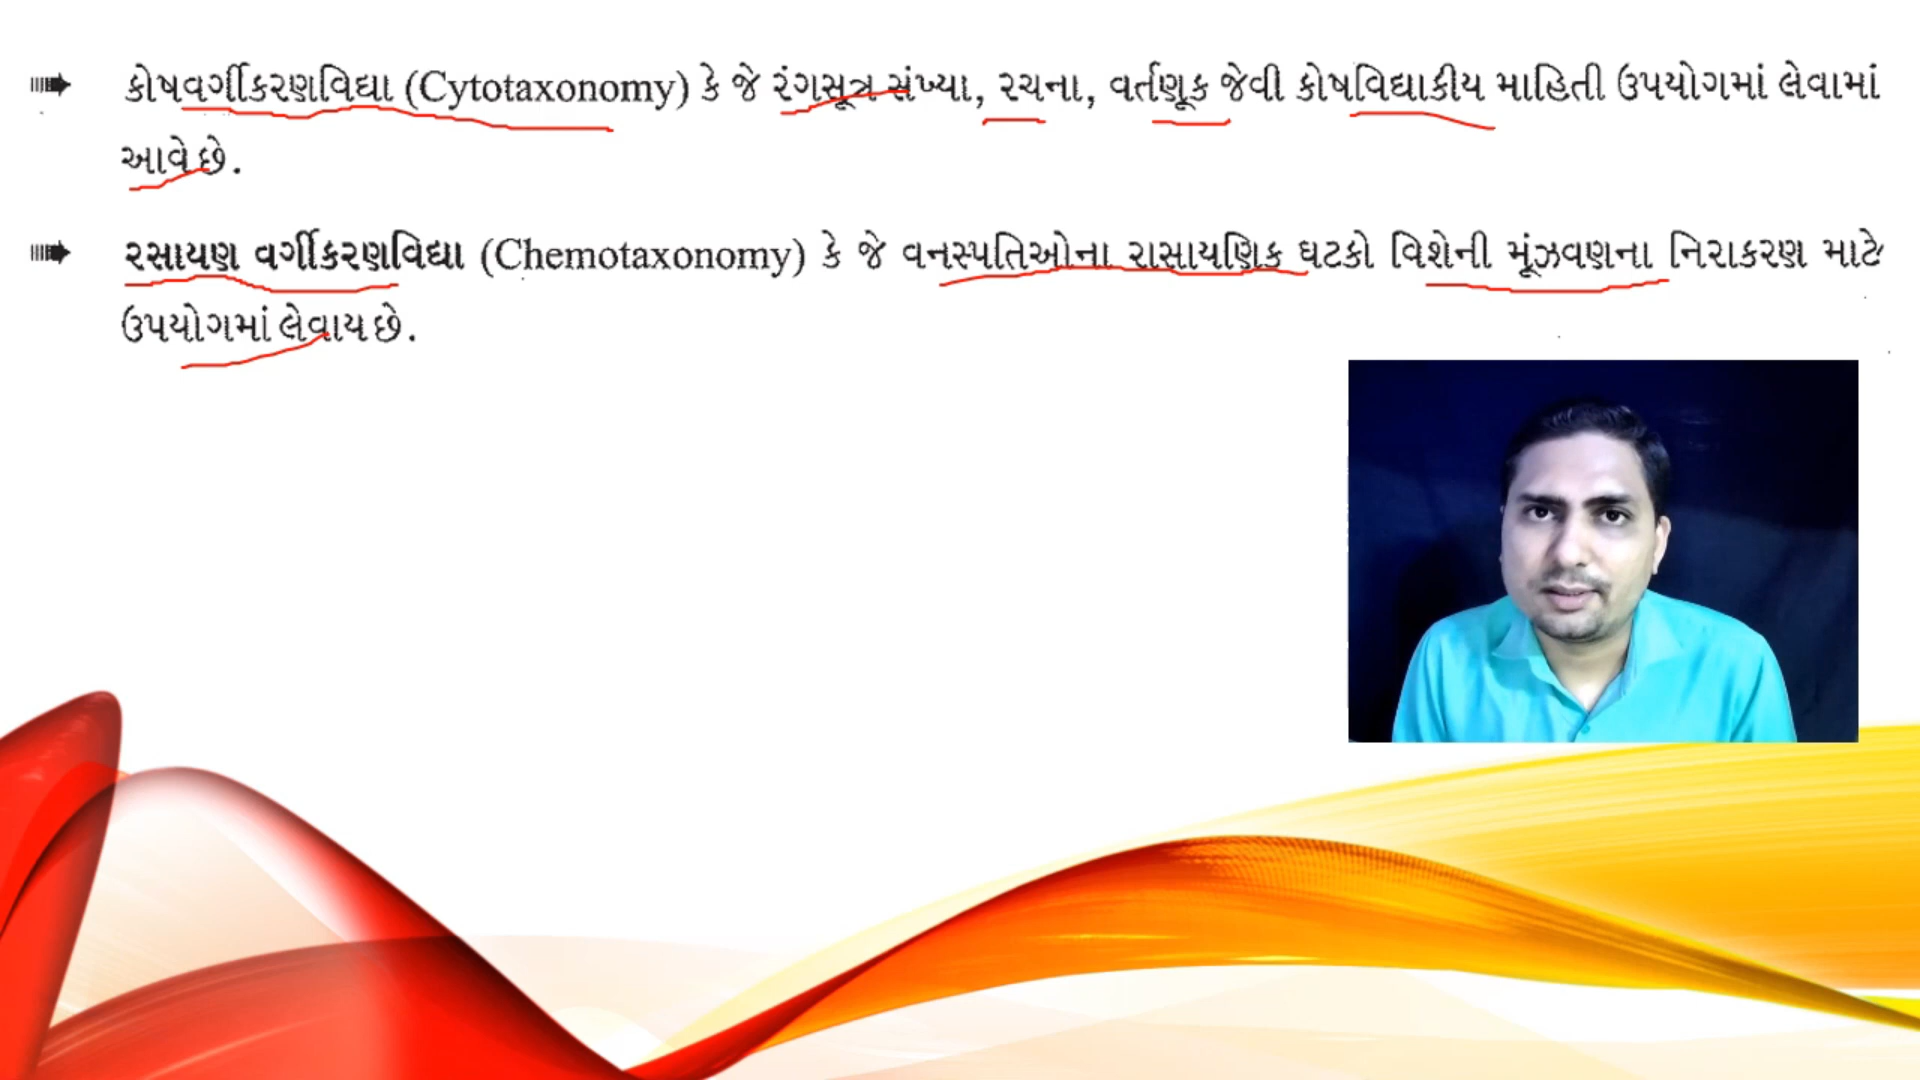 કોષવર્ગીકરણવિદ્યા (Cytotaxonomy) કે જે રંગસૂત્ર સંખ્યા, રચના, વર્તણૂક જેવી કોષવિદ્યાકીય માહિતી ઉપયોગમાં લેવામાં
આવે છે.
રસાયણ વર્ગીકરણવિદ્યા (Chemotaxonomy) કે જે વનસ્પતિઓના રાસાયણિક ઘટકો વિશેની મૂંઝવણના નિરાકરણ માટે
ઉપયોગમાં લેવાય છે.